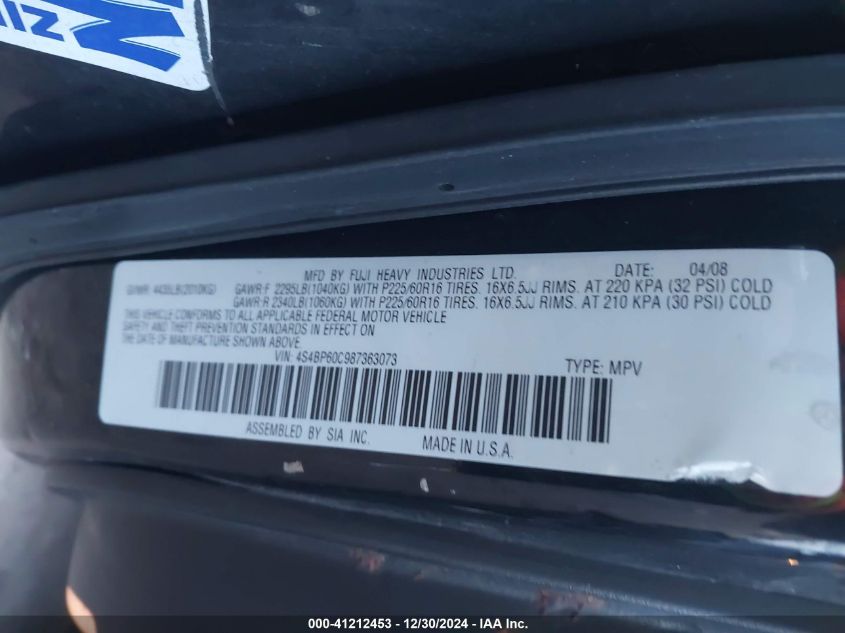 MFD BY FUJI HEAVY INDUSTRIES LTD. DATE: 04/08
GVWR: 4430LB(2010KG) GAWR:F 2295LB(1040KG) WITH P225/60R16 TIRES. 16X6.5JJ RIMS. AT 220 KPA (32 PSI) COLD
GAWR:R 2340LB(1060KG) WITH P225/60R16 TIRES. 16X6.5JJ RIMS. AT 210 KPA (30 PSI) COLD
THIS VEHICLE CONFORMS TO ALL APPLICABLE FEDERAL MOTOR VEHICLE
SAFETY AND THEFT PREVENTION STANDARDS IN EFFECT ON
THE DATE OF MANUFACTURE SHOWN ABOVE.
VIN: 4S4BP60C987363073 TYPE: MPV
ASSEMBLED BY SIA INC. MADE IN U.S.A.
000-41212453 - 12/30/2024 - IAA Inc.